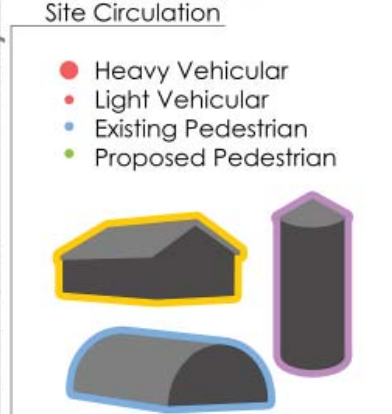 Site Circulation
Heavy Vehicular
Light Vehicular
Existing Pedestrian
Proposed Pedestrian